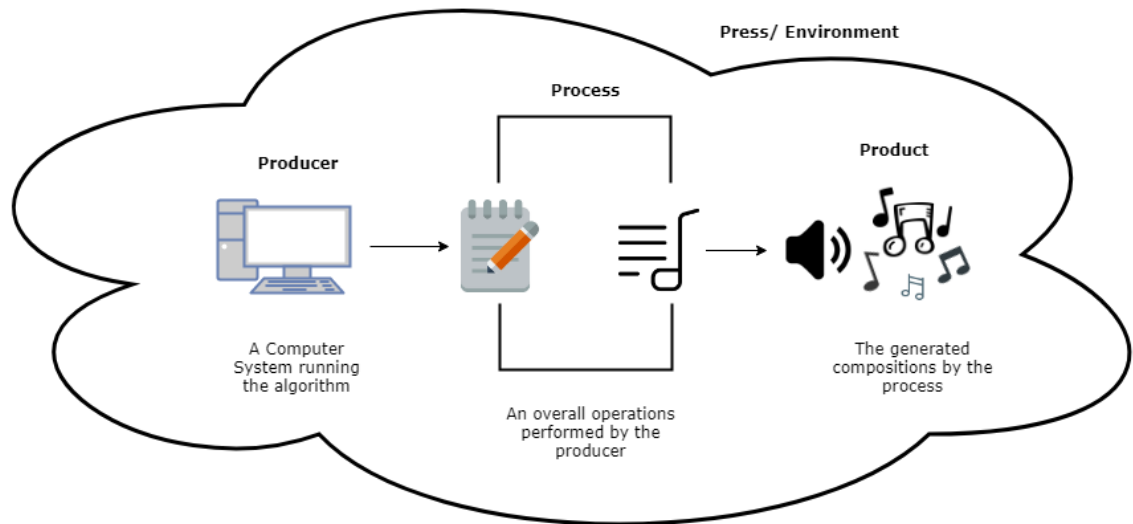 Press/ Environment
Process
Producer
Product
A Computer
System running
the algorithm
An overall operations
performed by the
producer
The generated
compositions by the
process